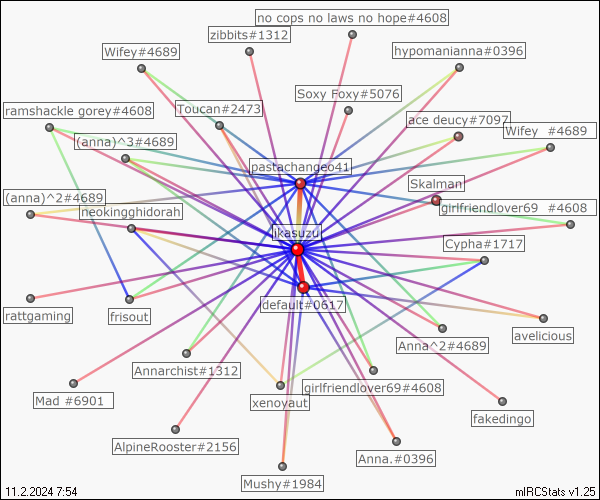 no cops no laws no hope#4608
zibbits#1312
Wifey#4689
hypomanianna#0396
Soxy Foxy#5076
ramshackle gorey#4608
Toucan#2473
ace deucy#7097
(anna)^3#4689
Wifey #4689
pastachangeo41
Skalman
(anna)^2#4689
neokingghidorah
girlfriendlover69 #4608
ikasuzu
Cypha#1717
default#0617
rattgaming
frisout
avelicious
Anna^2#4689
Annarchist#1312
girlfriendlover69#4608
Mad #6901
xenoyaut
fakedingo
AlpineRooster#2156
Anna.#0396
Mushy#1984
11.2.2024 7:54
mIRCStats v1.25